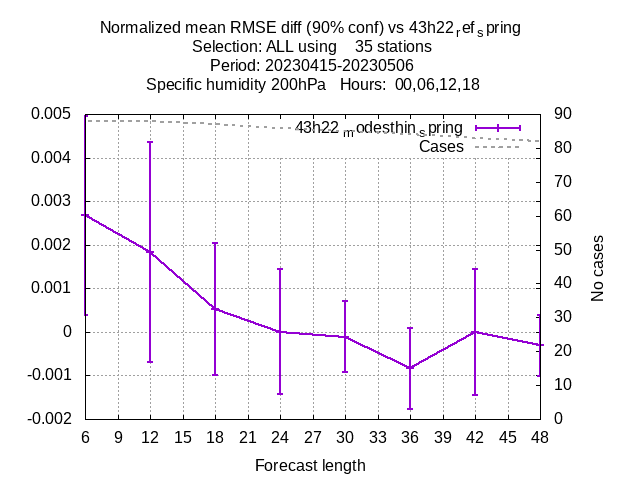 Normalized mean RMSE diff (90% conf) vs 43h22ref spring
Selection: ALL using 35 stations
Period: 20230415-20230506
Specific humidity 200hPa Hours: 00,06,12,18
0.005
0.004
0.003
0.002
0.001
0
-0.001
-0.002
43h22modesthinspring
Cases
90
80
70
60
50
40
30
20
10
0
No cases
6 9 12 15 18 21 24 27 30 33 36 39 42 45 48
Forecast length